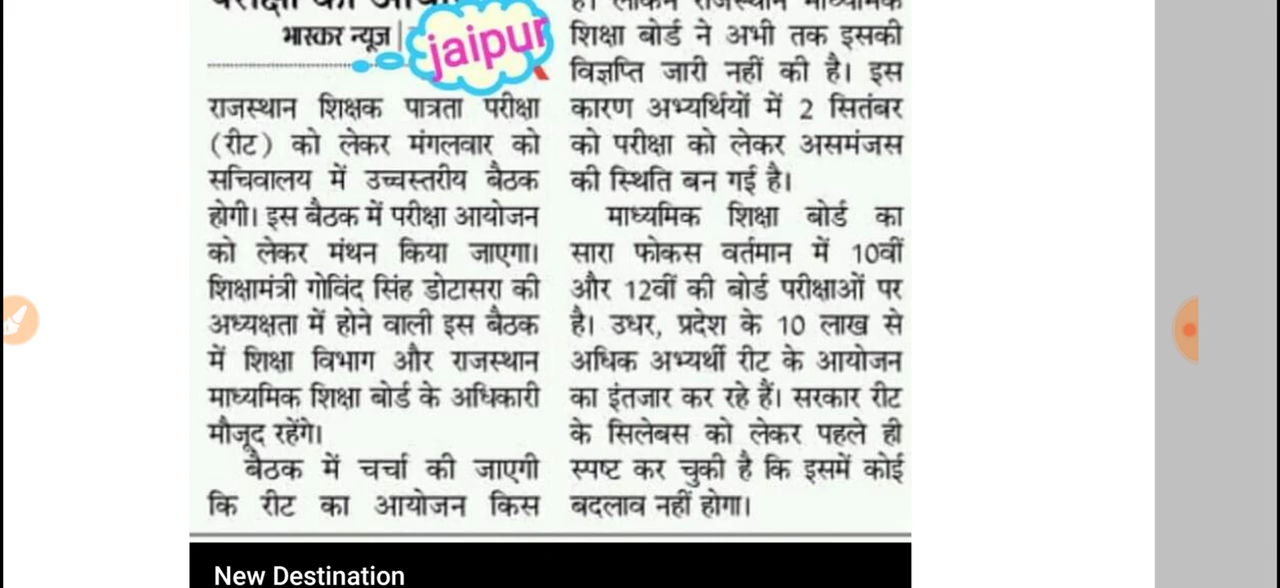 भास्कर न्यूज |
jaipur
राजस्थान शिक्षक पात्रता परीक्षा
(रीट) को लेकर मंगलवार को
सचिवालय में उच्चस्तरीय बैठक
होगी। इस बैठक में परीक्षा आयोजन
को लेकर मंथन किया जाएगा।
शिक्षामंत्री गोविंद सिंह डोटासरा की
अध्यक्षता में होने वाली इस बैठक
में शिक्षा विभाग और राजस्थान
माध्यमिक शिक्षा बोर्ड के अधिकारी
मौजूद रहेंगे।
बैठक में चर्चा की जाएगी
कि रीट का आयोजन किस
शिक्षा बोर्ड ने अभी तक इसकी
विज्ञप्ति जारी नहीं की है। इस
कारण अभ्यर्थियों में 2 सितंबर
को परीक्षा को लेकर असमंजस
की स्थिति बन गई है।
माध्यमिक शिक्षा बोर्ड का
सारा फोकस वर्तमान में 10वीं
और 12वीं की बोर्ड परीक्षाओं पर
है। उधर, प्रदेश के 10 लाख से
अधिक अभ्यर्थी रीट के आयोजन
का इंतजार कर रहे हैं। सरकार रीट
के सिलेबस को लेकर पहले ही
स्पष्ट कर चुकी है कि इसमें कोई
बदलाव नहीं होगा।
New Destination